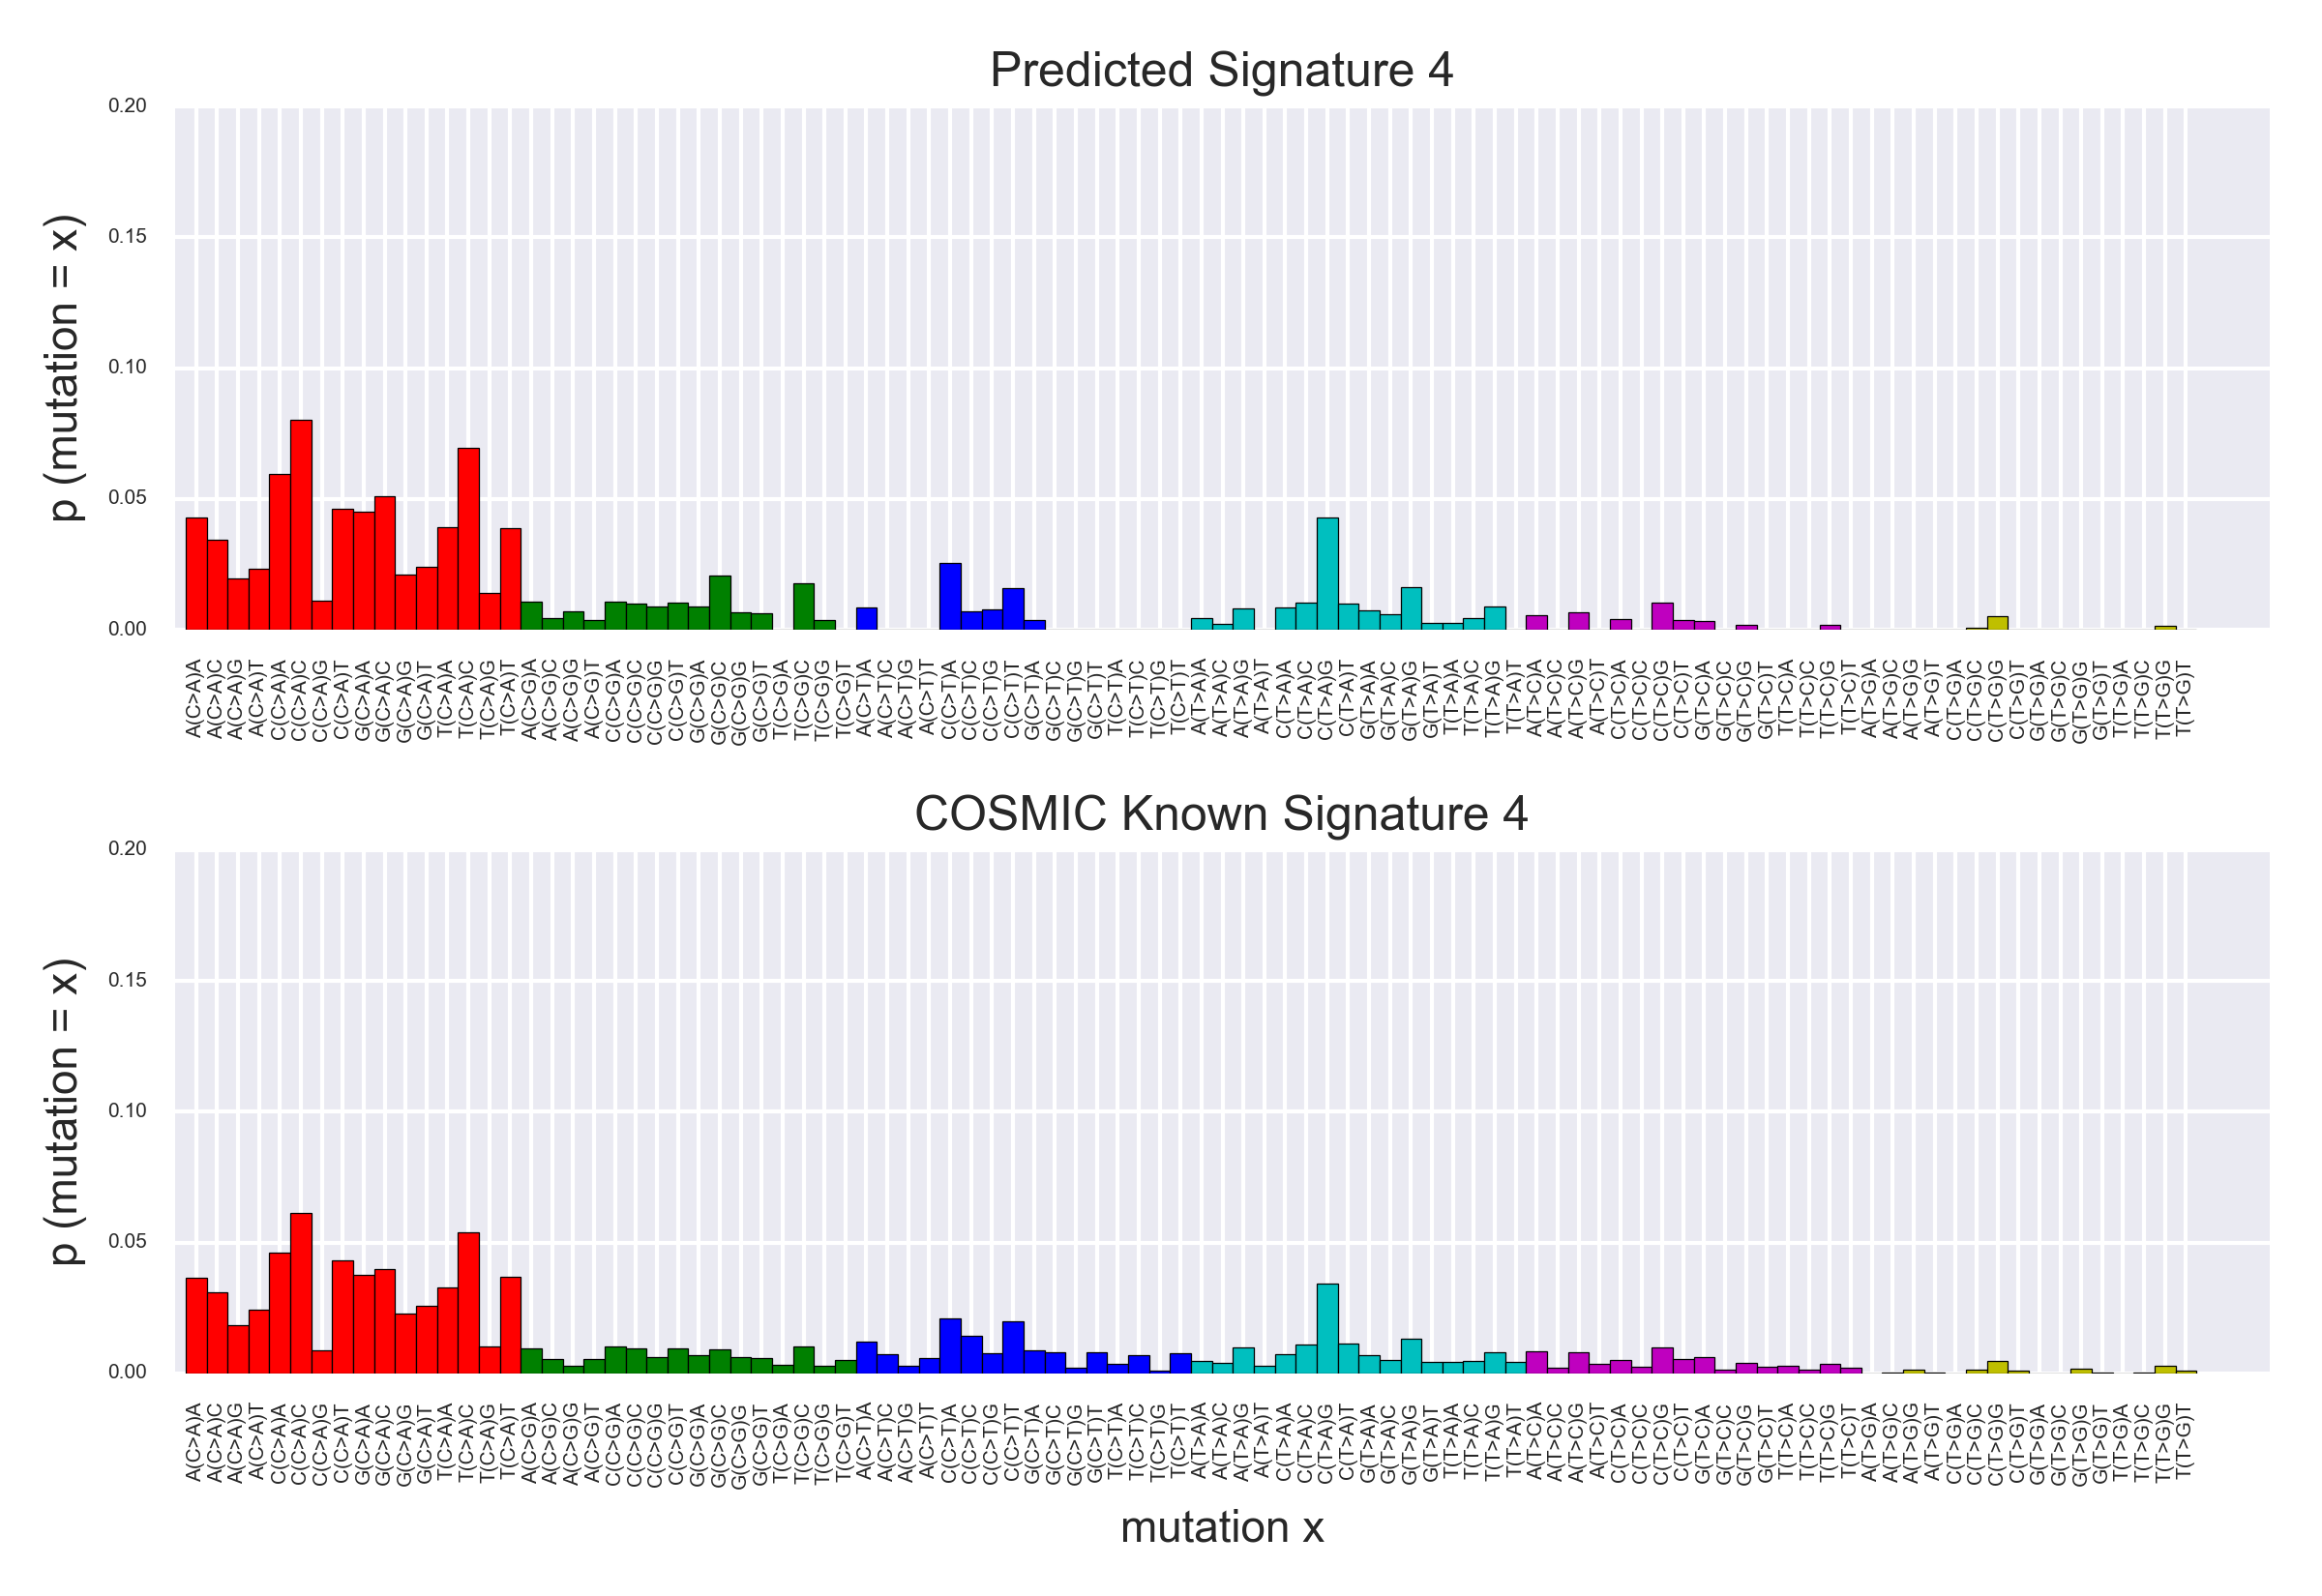 Predicted Signature 4
p (mutation = x)
0.20
0.15
0.10
0.05
0.00
A(C>A)A A(C>A)C A(C>A)G A(C>A)T C(C>A)A C(C>A)C C(C>A)G C(C>A)T G(C>A)A G(C>A)C G(C>A)G G(C>A)T T(C>A)A T(C>A)C T(C>A)G T(C>A)T A(C>G)A A(C>G)C A(C>G)G A(C>G)T C(C>G)A C(C>G)C C(C>G)G C(C>G)T G(C>G)A G(C>G)C G(C>G)G G(C>G)T T(C>G)A T(C>G)C T(C>G)G T(C>G)T A(C>T)A A(C>T)C A(C>T)G A(C>T)T C(C>T)A C(C>T)C C(C>T)G C(C>T)T G(C>T)A G(C>T)C G(C>T)G G(C>T)T T(C>T)A T(C>T)C T(C>T)G T(C>T)T A(T>A)A A(T>A)C A(T>A)G A(T>A)T C(T>A)A C(T>A)C C(T>A)G C(T>A)T G(T>A)A G(T>A)C G(T>A)G G(T>A)T T(T>A)A T(T>A)C T(T>A)G T(T>A)T A(T>C)A A(T>C)C A(T>C)G A(T>C)T C(T>C)A C(T>C)C C(T>C)G C(T>C)T G(T>C)A G(T>C)C G(T>C)G G(T>C)T T(T>C)A T(T>C)C T(T>C)G T(T>C)T A(T>G)A A(T>G)C A(T>G)G A(T>G)T C(T>G)A C(T>G)C C(T>G)G C(T>G)T G(T>G)A G(T>G)C G(T>G)G G(T>G)T T(T>G)A T(T>G)C T(T>G)G T(T>G)T
COSMIC Known Signature 4
p (mutation = x)
0.20
0.15
0.10
0.05
0.00
A(C>A)A A(C>A)C A(C>A)G A(C>A)T C(C>A)A C(C>A)C C(C>A)G C(C>A)T G(C>A)A G(C>A)C G(C>A)G G(C>A)T T(C>A)A T(C>A)C T(C>A)G T(C>A)T A(C>G)A A(C>G)C A(C>G)G A(C>G)T C(C>G)A C(C>G)C C(C>G)G C(C>G)T G(C>G)A G(C>G)C G(C>G)G G(C>G)T T(C>G)A T(C>G)C T(C>G)G T(C>G)T A(C>T)A A(C>T)C A(C>T)G A(C>T)T C(C>T)A C(C>T)C C(C>T)G C(C>T)T G(C>T)A G(C>T)C G(C>T)G G(C>T)T T(C>T)A T(C>T)C T(C>T)G T(C>T)T A(T>A)A A(T>A)C A(T>A)G A(T>A)T C(T>A)A C(T>A)C C(T>A)G C(T>A)T G(T>A)A G(T>A)C G(T>A)G G(T>A)T T(T>A)A T(T>A)C T(T>A)G T(T>A)T A(T>C)A A(T>C)C A(T>C)G A(T>C)T C(T>C)A C(T>C)C C(T>C)G C(T>C)T G(T>C)A G(T>C)C G(T>C)G G(T>C)T T(T>C)A T(T>C)C T(T>C)G T(T>C)T A(T>G)A A(T>G)C A(T>G)G A(T>G)T C(T>G)A C(T>G)C C(T>G)G C(T>G)T G(T>G)A G(T>G)C G(T>G)G G(T>G)T T(T>G)A T(T>G)C T(T>G)G T(T>G)T
mutation x